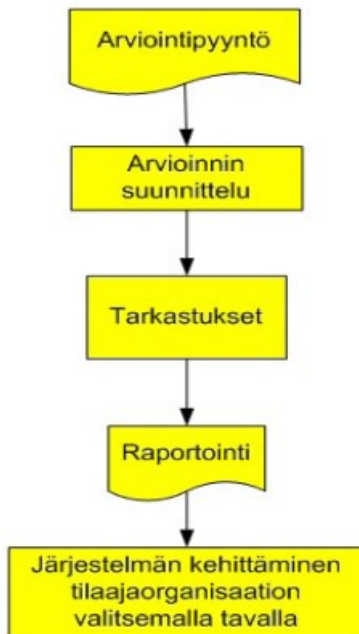 Arviointipyyntö
Arvioinnin
suunnittelu
Tarkastukset
Raportointi
Järjestelmän kehittäminen
tilaajaorganisaation
valitsemalla tavalla